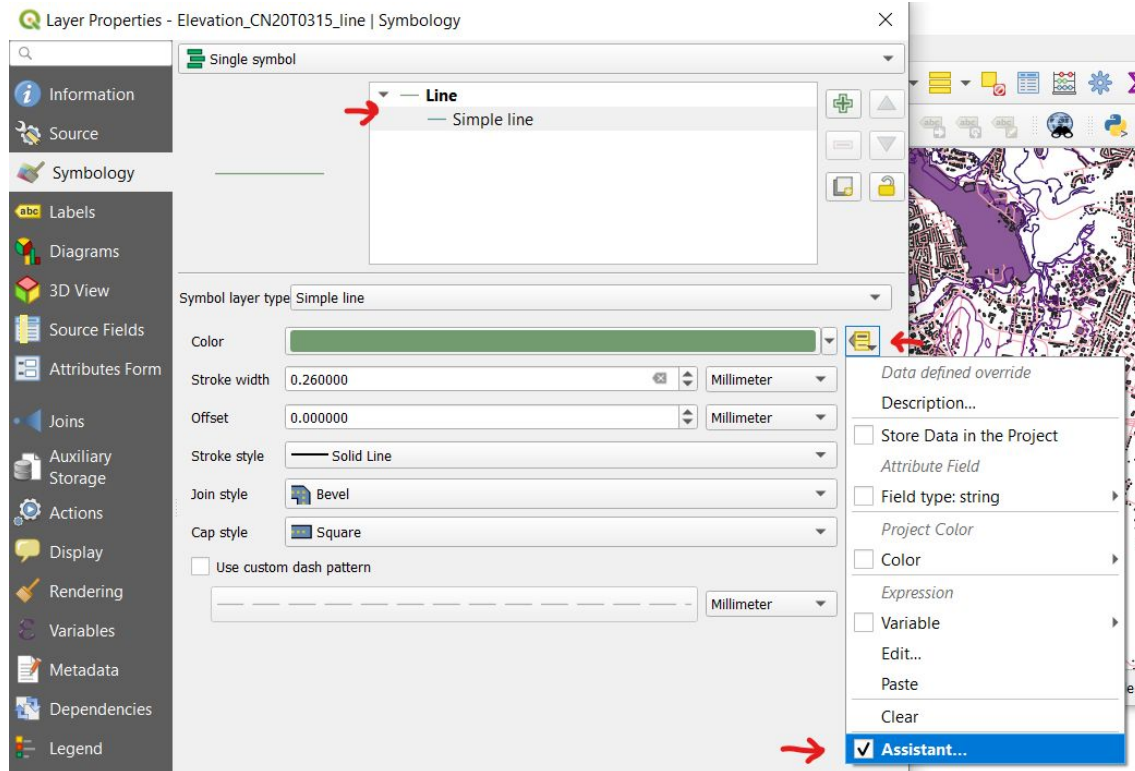 Layer Properties - Elevation_CN20T0315_line | Symbology
Information
Source
Symbology
abc Labels
Diagrams
3D View
Source Fields
Attributes Form
Joins
Auxiliary
Storage
Actions
Display
Rendering
Variables
Metadata
Dependencies
Legend
Single symbol
Line
Simple line
Symbol layer type Simple line
Color
Stroke width 0.260000 Millimeter
Offset 0.000000 Millimeter
Stroke style Solid Line
Join style Bevel
Cap style Square
Use custom dash pattern
Millimeter
abc abc abc
Data defined override
Description...
Store Data in the Project
Attribute Field
Field type: string
Project Color
Color
Expression
Variable
Edit...
Paste
Clear
Assistant...